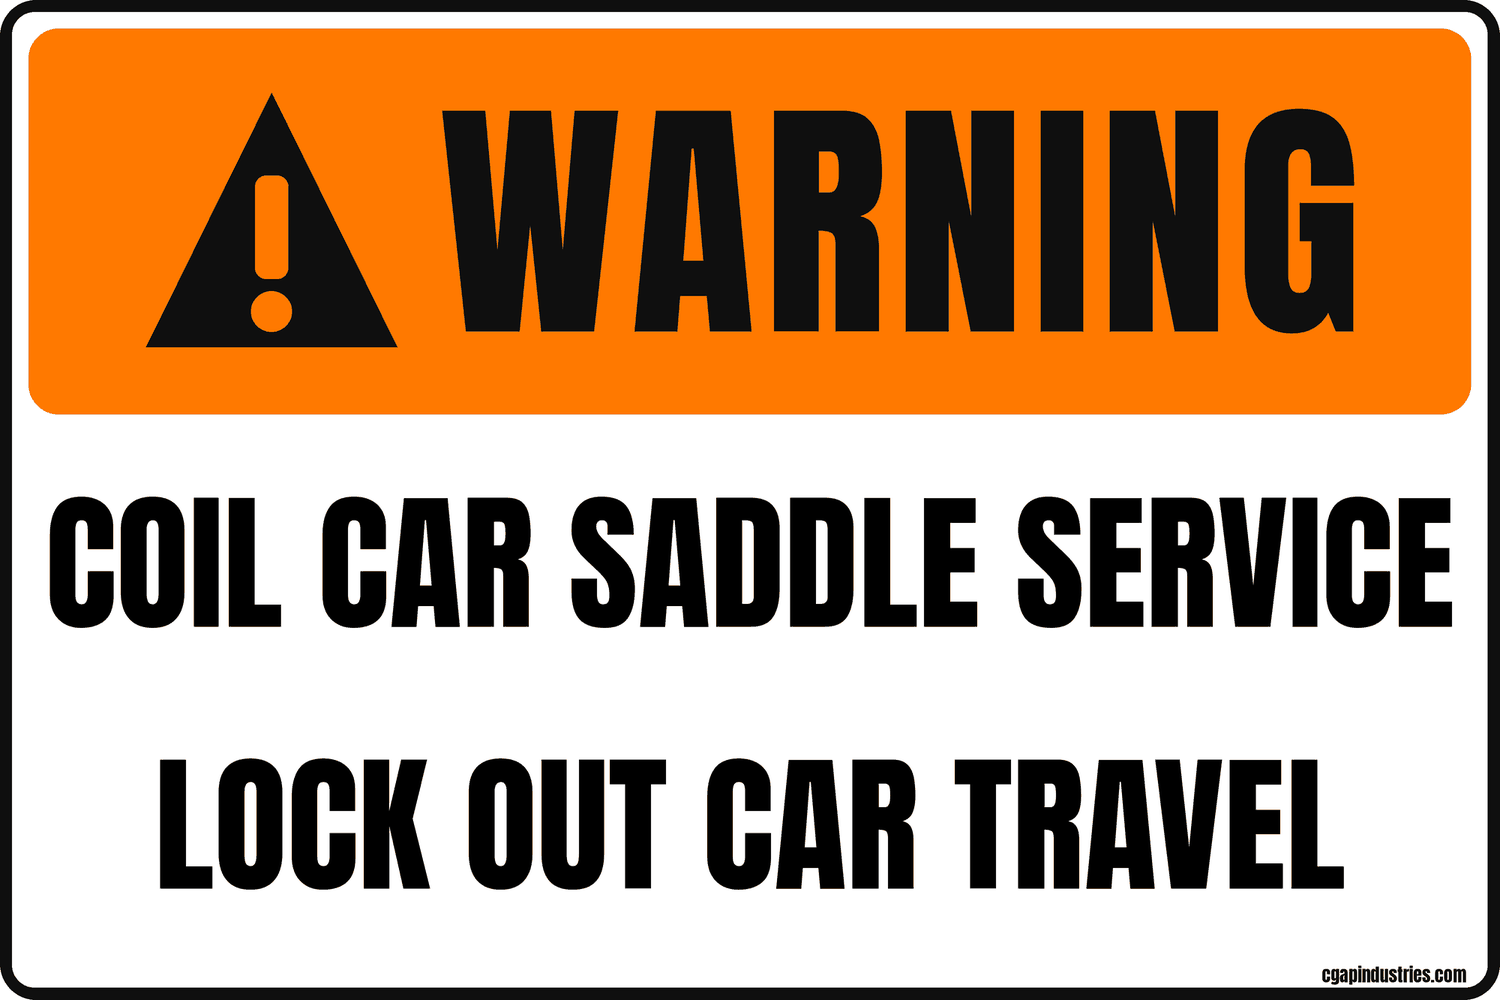 WARNING
COIL CAR SADDLE SERVICE
LOCK OUT CAR TRAVEL
cgapindustries.com